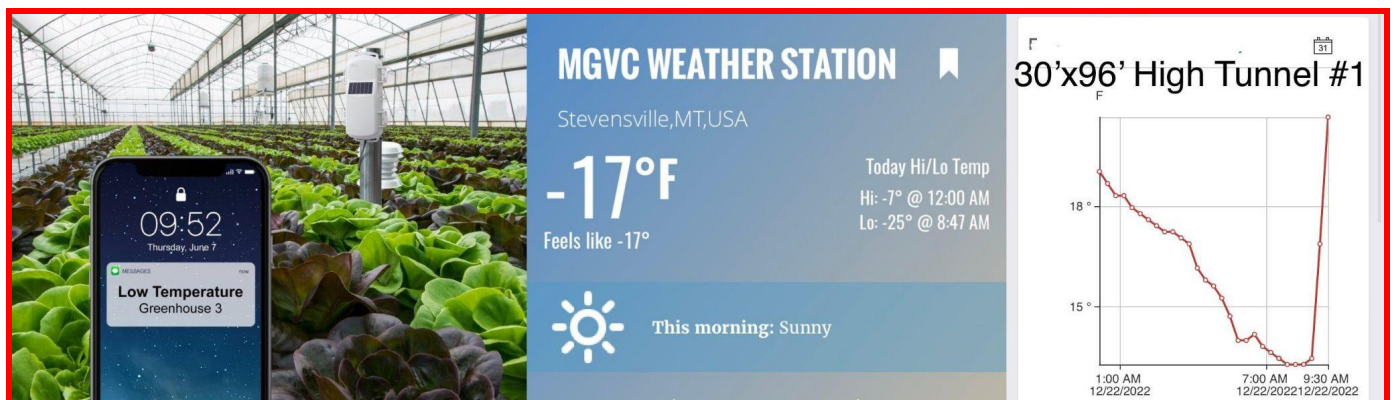 09:52
Thursday, June 7
MESSAGES now
Low Temperature
Greenhouse 3
MGVC WEATHER STATION
Stevensville,MT,USA
-17°F
Feels like -17°
Today Hi/Lo Temp
Hi: -7° @ 12:00 AM
Lo: -25° @ 8:47 AM
This morning: Sunny
31
30’x96’ High Tunnel #1
F
18 °
15 °
1:00 AM 7:00 AM 9:30 AM
12/22/2022 12/22/2022 12/22/2022